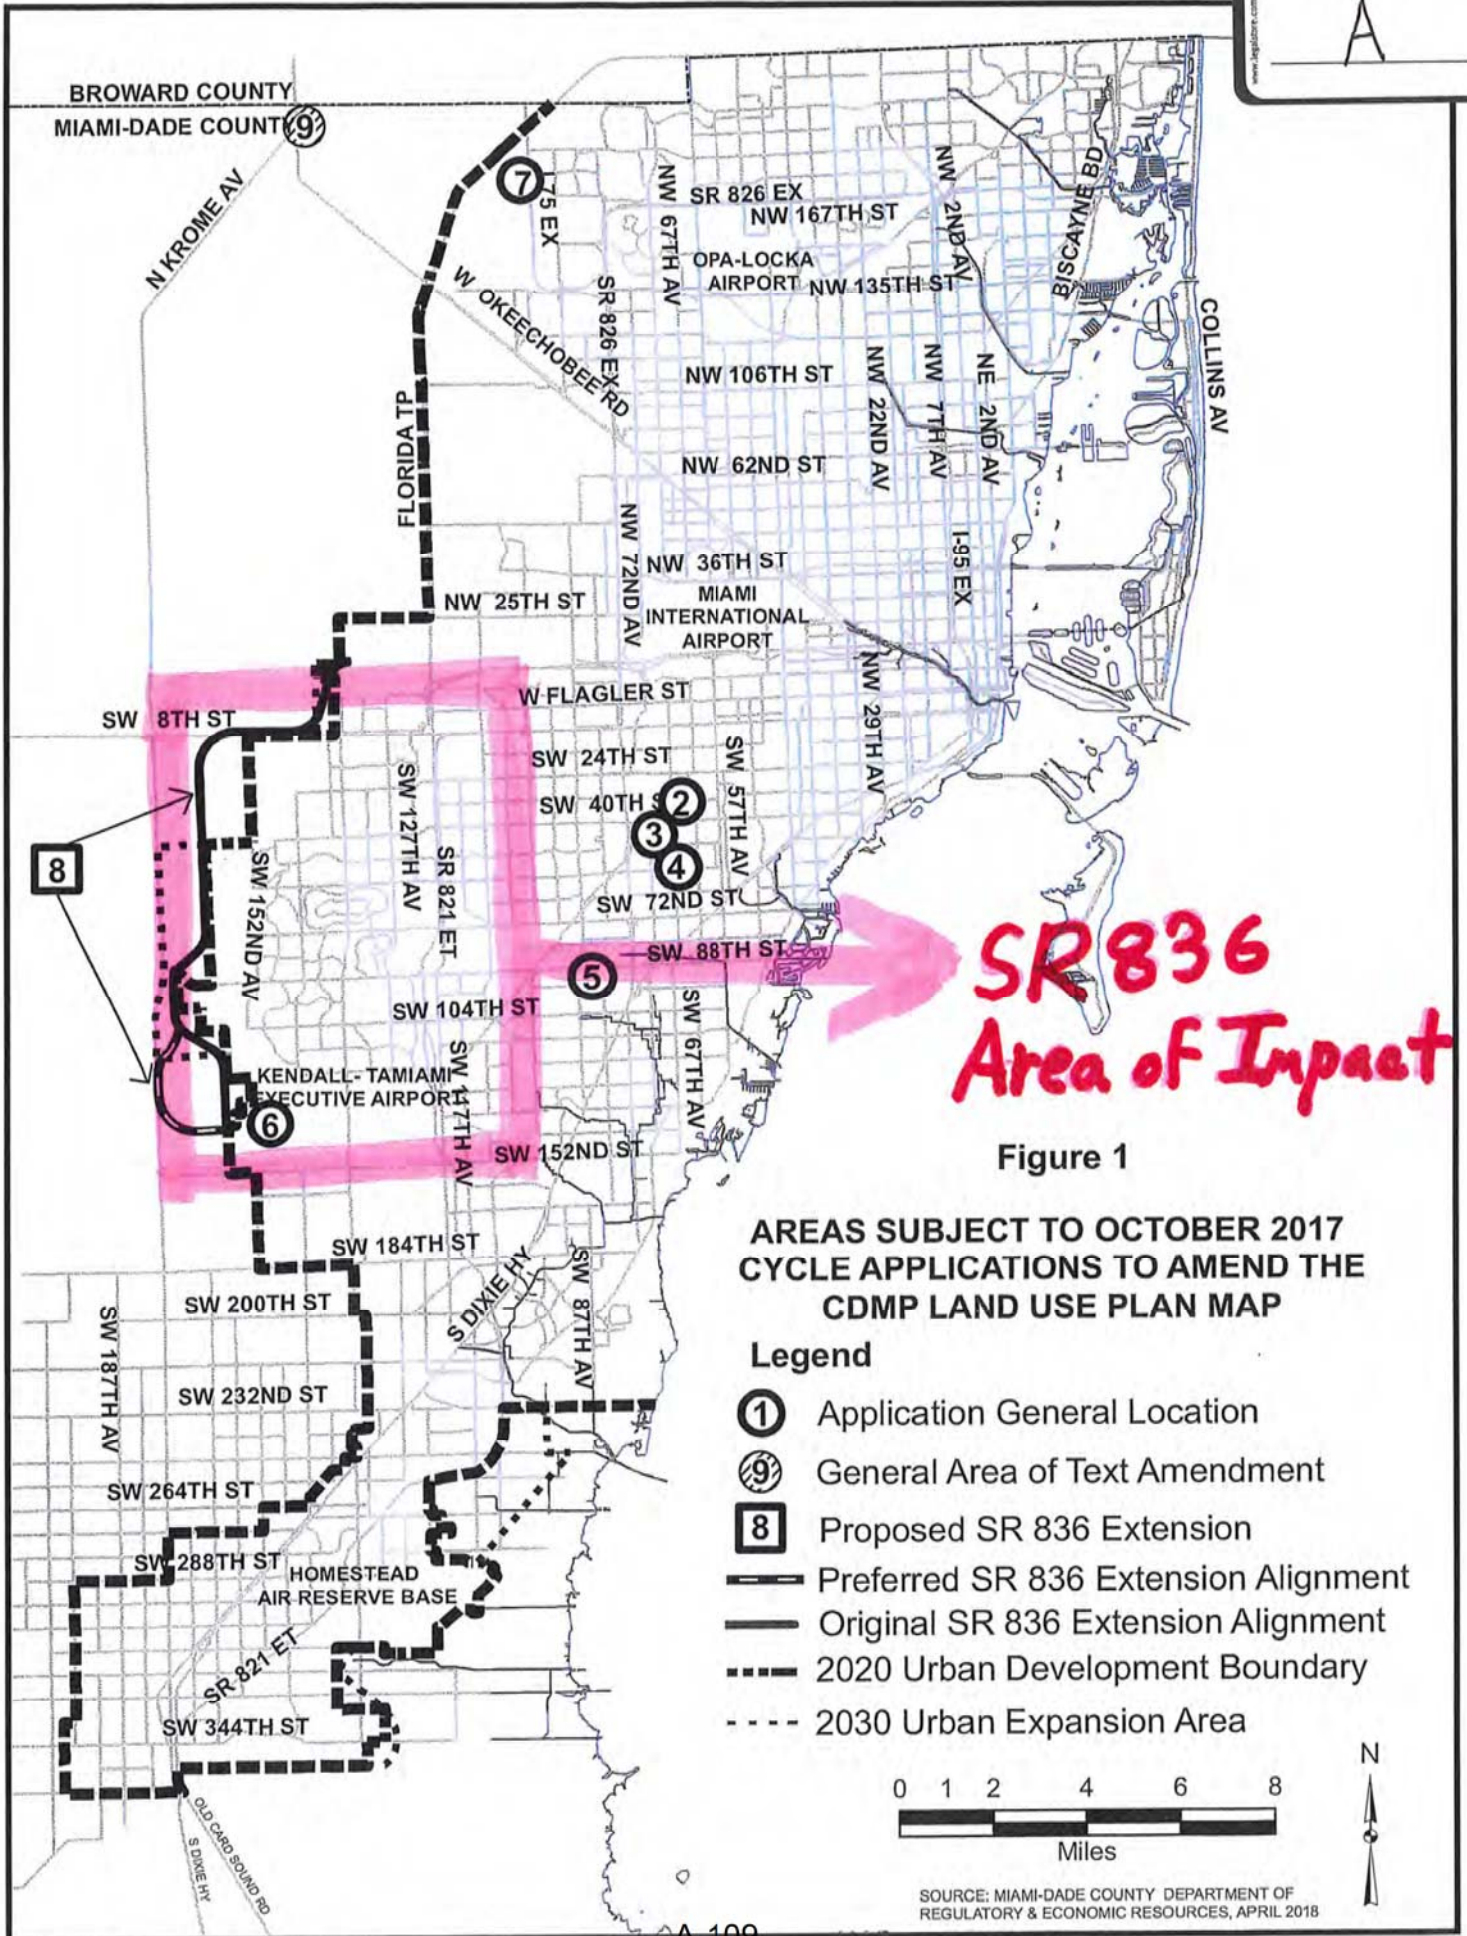 www.legalstore.com
A
BROWARD COUNTY
MIAMI-DADE COUNT
9
N KROME AV
7
I75 EX
NW 67TH AV
SR 826 EX
NW 167TH ST
NW 2ND AV
BISCAYNE BD
OPA-LOCKA
AIRPORT
NW 135TH ST
W OKEECHOBEE RD
SR 826 EX
COLLINS AV
FLORIDA TP
NW 106TH ST
NW 22ND AV
NW 7TH AV
NE 2ND AV
NW 62ND ST
NW 72ND AV
NW 36TH ST
I-95 EX
NW 25TH ST
MIAMI
INTERNATIONAL
AIRPORT
W FLAGLER ST
NW 29TH AV
SW 8TH ST
SW 24TH ST
SW 57TH AV
SW 127TH AV
SW 40TH S
2
3
4
8
SW 152ND AV
SR 821 ET
SW 72ND ST
SW 88TH ST
5
SR836
Area of Impact
SW 104TH ST
SW 67TH AV
SW 117TH AV
KENDALL- TAMIAMI
EXECUTIVE AIRPORT
6
SW 152ND ST
Figure 1
AREAS SUBJECT TO OCTOBER 2017
CYCLE APPLICATIONS TO AMEND THE
CDMP LAND USE PLAN MAP
SW 184TH ST
S DIXIE HY
SW 87TH AV
SW 200TH ST
SW 187TH AV
SW 232ND ST
SW 264TH ST
SW 288TH ST
HOMESTEAD
AIR RESERVE BASE
SR 821 ET
SW 344TH ST
OLD CARD SOUND RD
S DIXIE HY
Legend
1 Application General Location
9 General Area of Text Amendment
8 Proposed SR 836 Extension
Preferred SR 836 Extension Alignment
Original SR 836 Extension Alignment
2020 Urban Development Boundary
2030 Urban Expansion Area
N
0 1 2 4 6 8
Miles
SOURCE: MIAMI-DADE COUNTY DEPARTMENT OF
REGULATORY & ECONOMIC RESOURCES, APRIL 2018
A-109